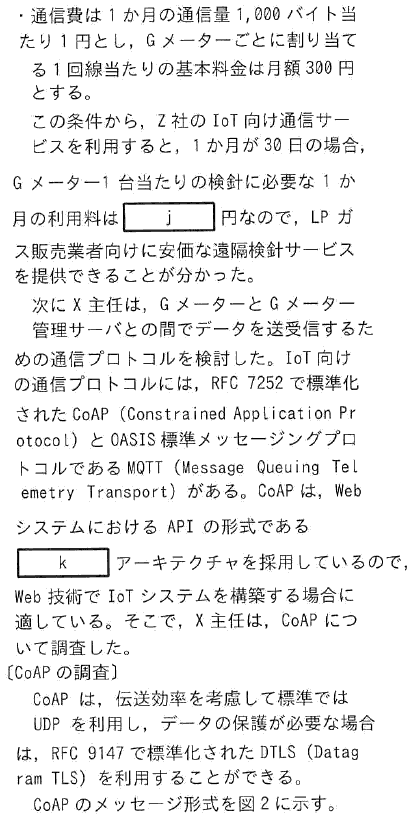 ・通信費は1か月の通信量1,000バイト当
たり1円とし，Gメーターごとに割り当て
る1回線当たりの基本料金は月額300円
とする。
この条件から，Z社のIoT向け通信サー
ビスを利用すると，1か月が30日の場合，
Gメーター1台当たりの検針に必要な1か
月の利用料は j 円なので，LPガ
ス販売業者向けに安価な遠隔検針サービス
を提供できることが分かった。
次にX主任は，GメーターとGメーター
管理サーバとの間でデータを送受信するた
めの通信プロトコルを検討した。IoT向け
の通信プロトコルには，RFC 7252で標準化
されたCoAP（Constrained Application Pr
otocol）とOASIS標準メッセージングプロ
トコルであるMQTT（Message Queuing Tel
emetry Transport）がある。CoAPは，Web
システムにおける API の形式である
k アーキテクチャを採用しているので，
Web技術でIoTシステムを構築する場合に
適している。そこで，X主任は，CoAPにつ
いて調査した。
〔CoAPの調査〕
CoAP は，伝送効率を考慮して標準では
UDP を利用し，データの保護が必要な場合
は，RFC 9147で標準化されたDTLS（Datag
ram TLS）を利用することができる。
CoAPのメッセージ形式を図2に示す。